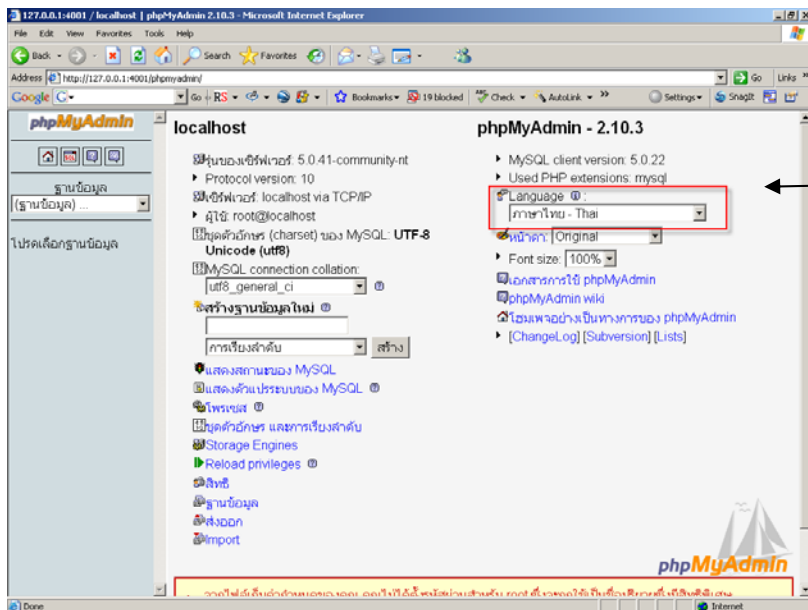 127.0.0.1:4001 / localhost | phpMyAdmin 2.10.3 - Microsoft Internet Explorer
File Edit View Favorites Tools Help
Back Search Favorites
Address http://127.0.0.1:4001/phpmyadmin/ Go Links »
Google G Go RS Bookmarks 19 blocked Check AutoLink » Settings SnagIt
phpMyAdmin
ฐานข้อมูล
(ฐานข้อมูล) ...
โปรดเลือกฐานข้อมูล
localhost
รุ่นของเซิร์ฟเวอร์: 5.0.41-community-nt
Protocol version: 10
เซิร์ฟเวอร์: localhost via TCP/IP
ผู้ใช้: root@localhost
ชุดตัวอักษร (charset) ของ MySQL: UTF-8
Unicode (utf8)
MySQL connection collation:
utf8_general_ci
สร้างฐานข้อมูลใหม่
การเรียงลำดับ สร้าง
แสดงสถานะของ MySQL
แสดงตัวแปรระบบของ MySQL
โพรเซส
ชุดตัวอักษร และการเรียงลำดับ
Storage Engines
Reload privileges
สิทธิ
ฐานข้อมูล
ส่งออก
Import
phpMyAdmin - 2.10.3
MySQL client version: 5.0.22
Used PHP extensions: mysql
Language :
ภาษาไทย - Thai
หน้าตา: Original
Font size: 100%
เอกสารการใช้ phpMyAdmin
phpMyAdmin wiki
โฮมเพจอย่างเป็นทางการของ phpMyAdmin
[ChangeLog] [Subversion] [Lists]
phpMyAdmin
Done Internet